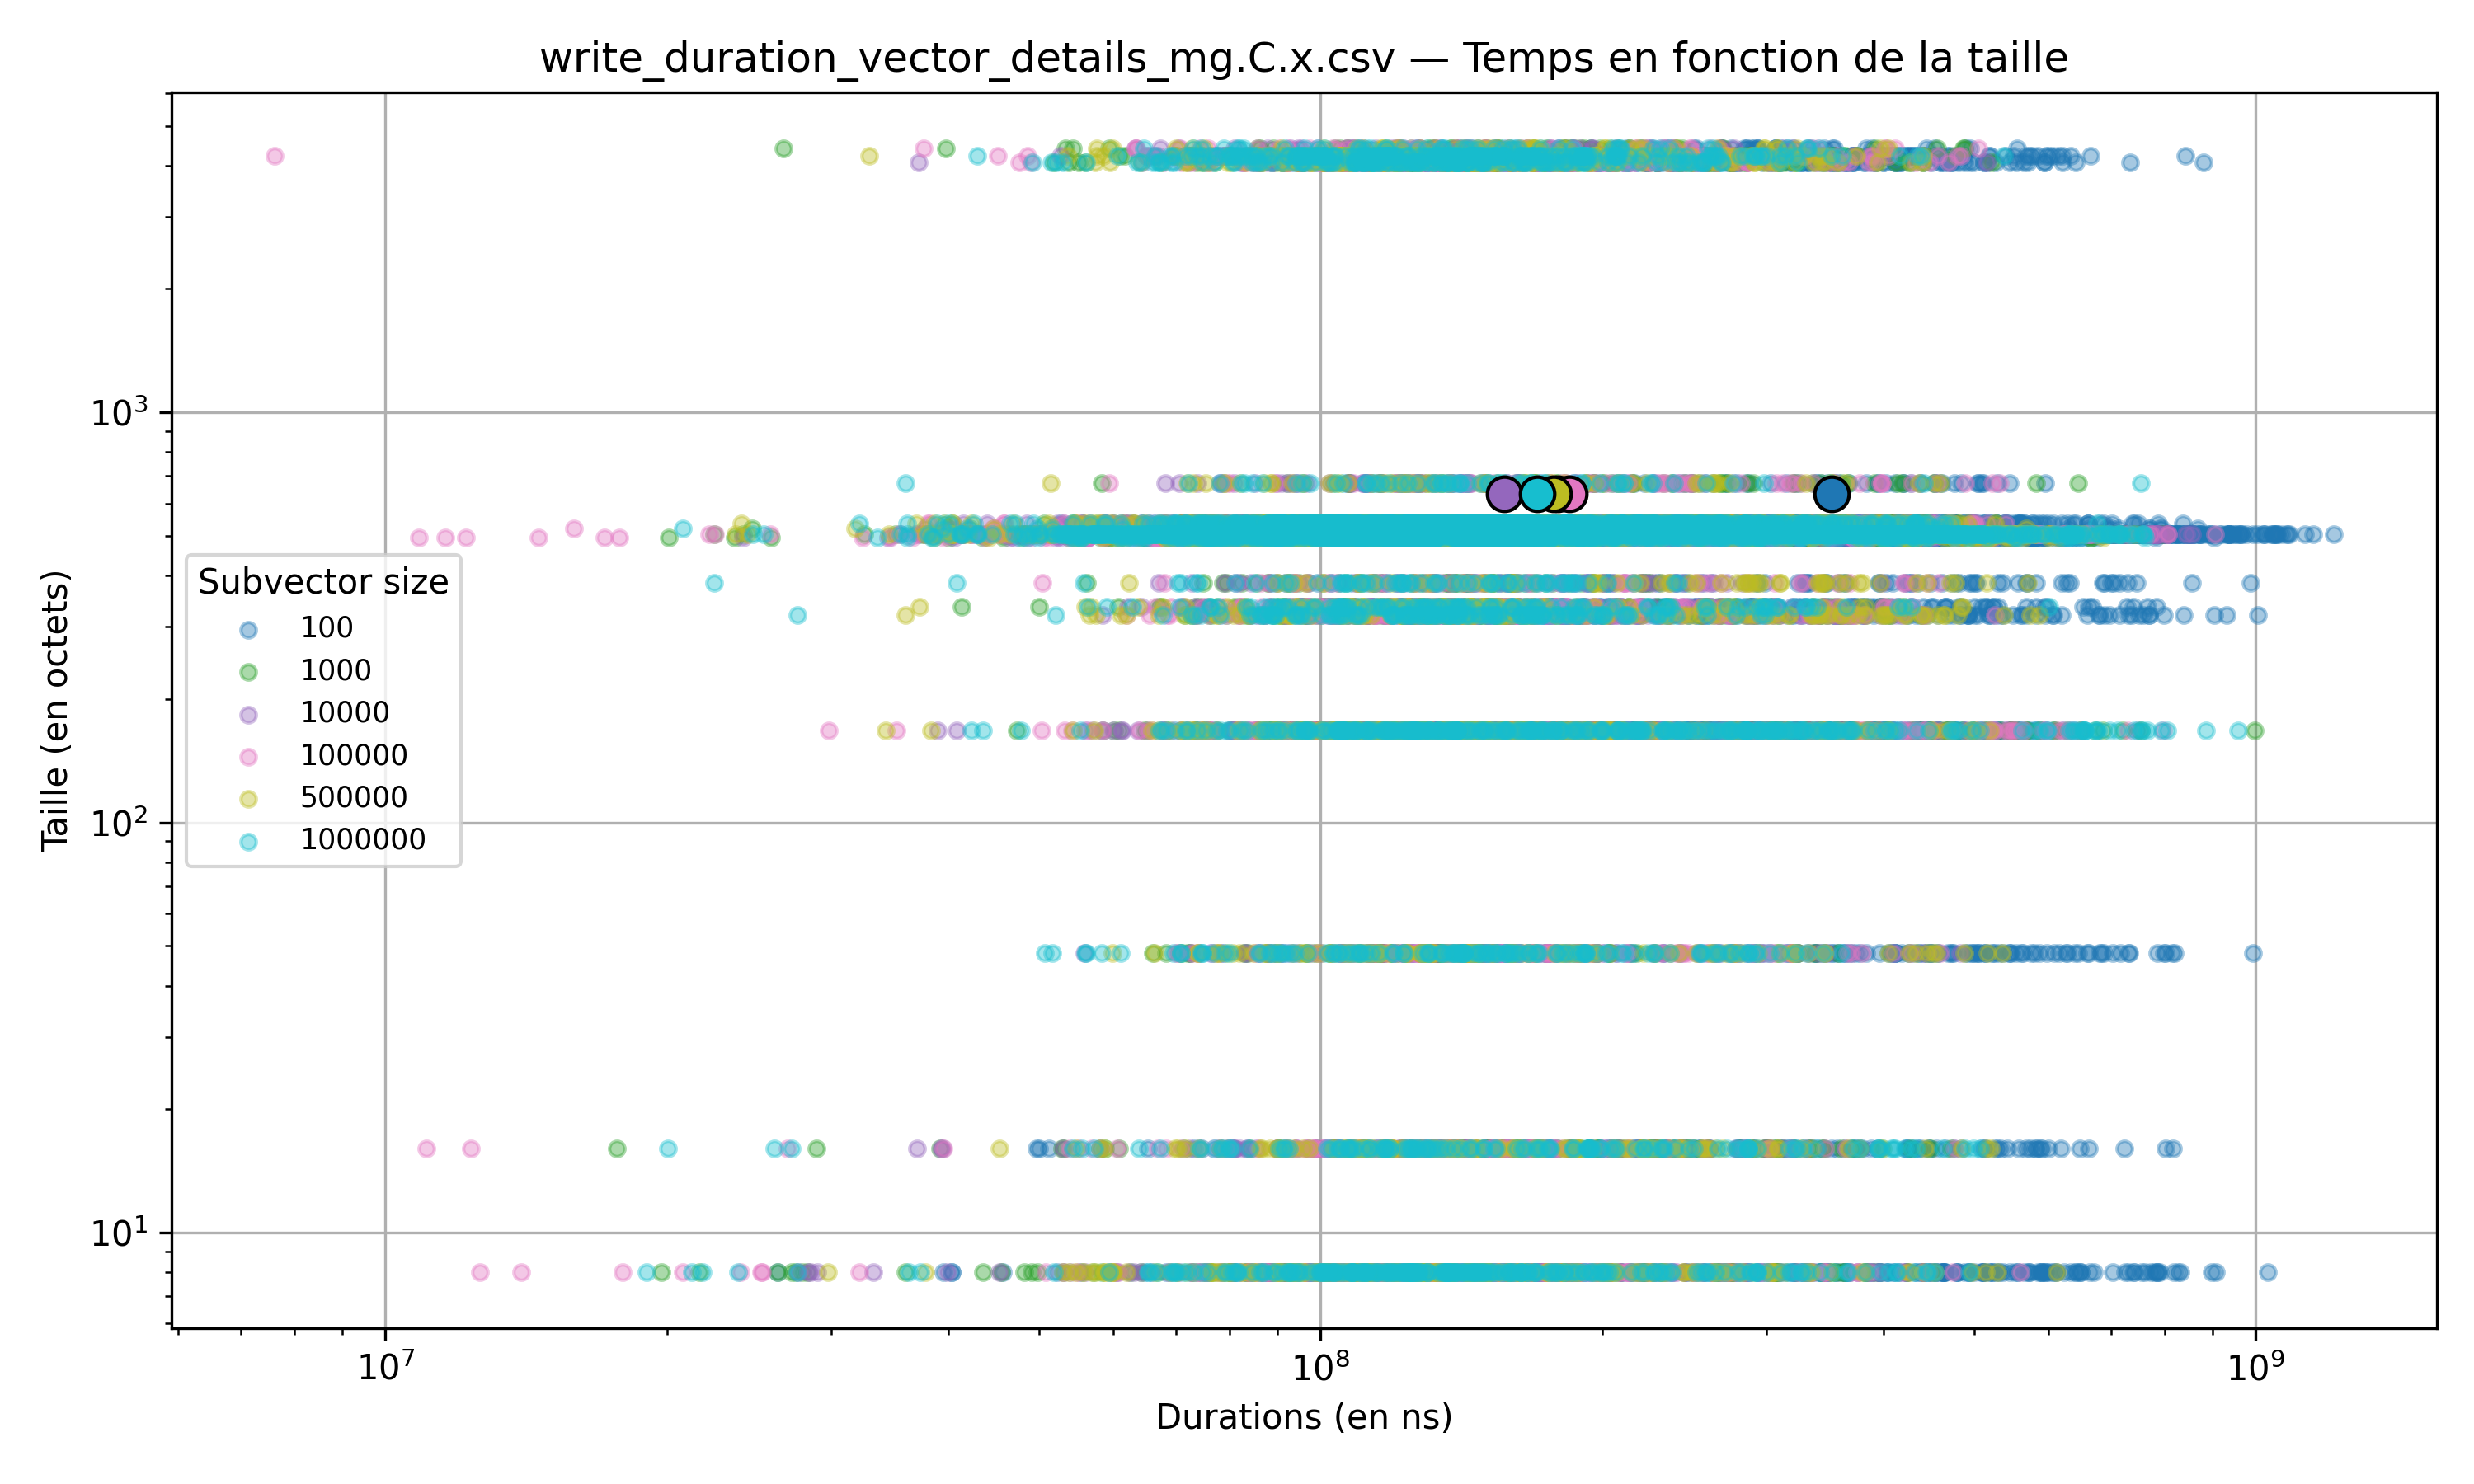 write_duration_vector_details_mg.C.x.csv — Temps en fonction de la taille
Taille (en octets)
10³
10²
10¹
Subvector size
100
1000
10000
100000
500000
1000000
10⁷ 10⁸ 10⁹
Durations (en ns)